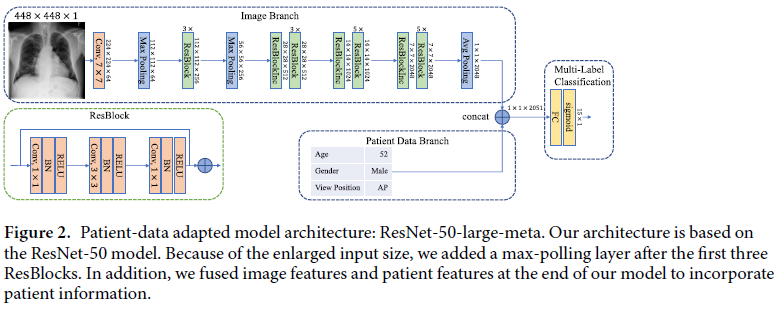 448 × 448 × 1
Image Branch
Conv, 7×7
224×224×64
Max Pooling
112×112×64
3×
ResBlock
112×112×256
Max Pooling
56×56×256
ResBlockInc
28×28×512
3×
ResBlock
28×28×512
ResBlockInc
14×14×1024
5×
ResBlock
14×14×1024
ResBlockInc
7×7×2048
5×
ResBlock
7×7×2048
Avg Pooling
1×1×2048
concat
1×1×2051
Multi-Label
Classification
FC
sigmoid
15×1
ResBlock
Conv, 1×1
BN
RELU
Conv, 3×3
BN
RELU
Conv, 1×1
BN
RELU
Patient Data Branch
Age 52
Gender Male
View Position AP
Figure 2. Patient-data adapted model architecture: ResNet-50-large-meta. Our architecture is based on
the ResNet-50 model. Because of the enlarged input size, we added a max-polling layer after the first three
ResBlocks. In addition, we fused image features and patient features at the end of our model to incorporate
patient information.